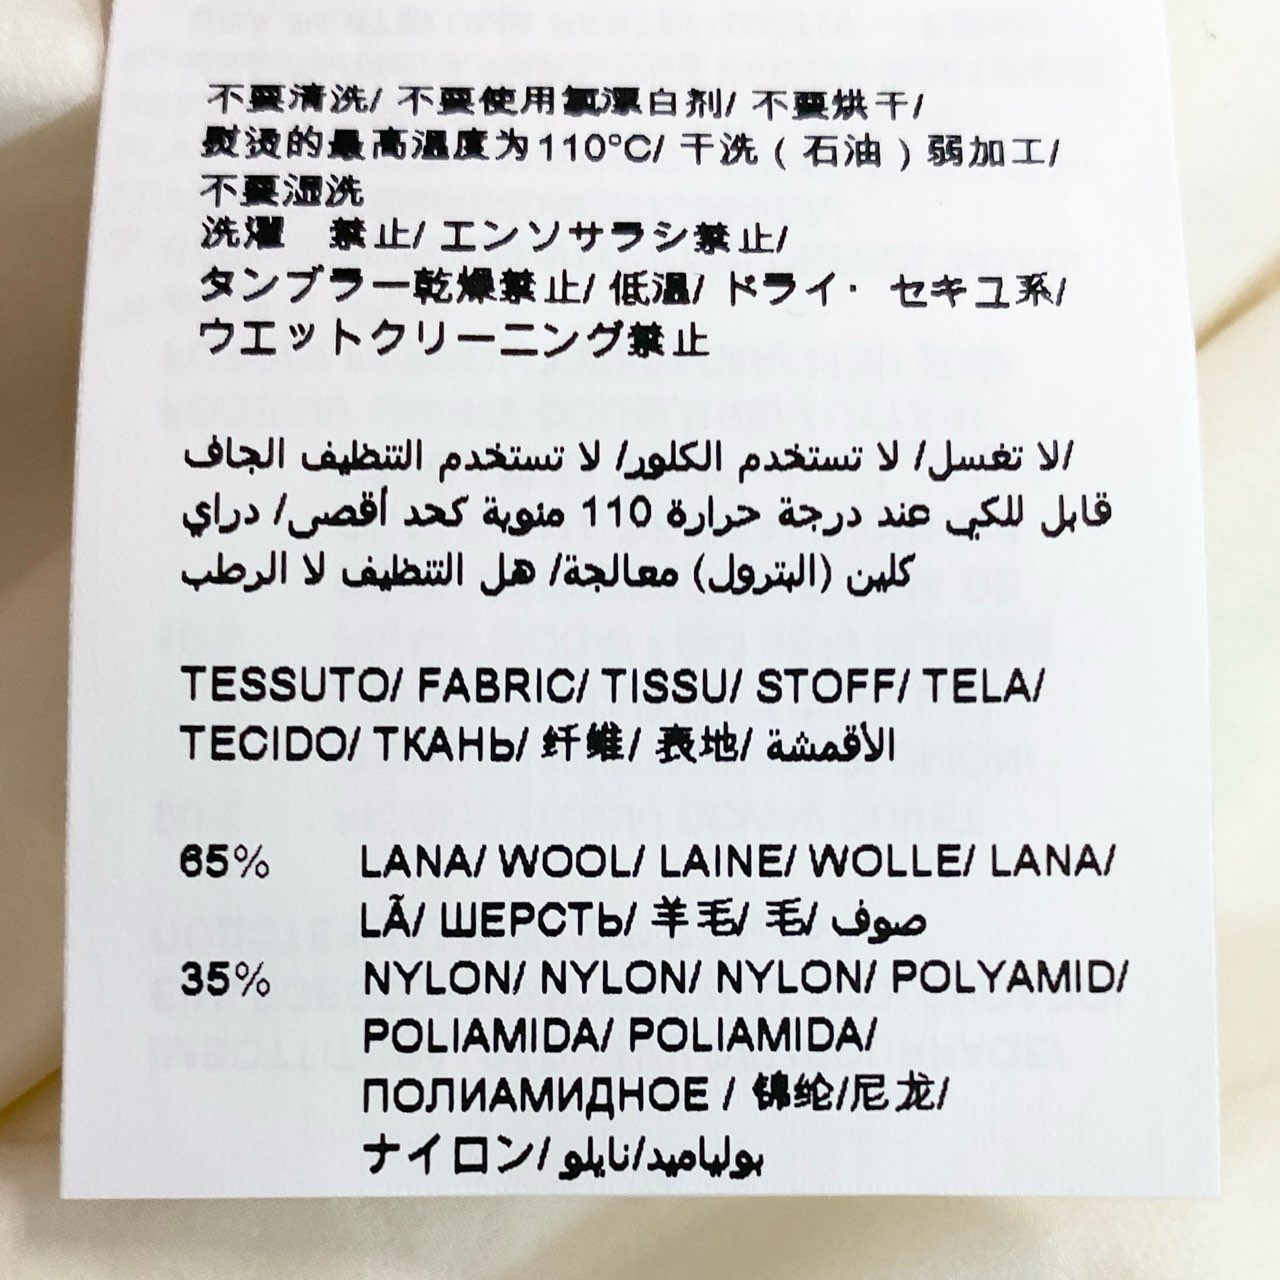 不要清洗/ 不要使用氯漂白剂/ 不要烘干/
熨烫的最高温度为110°C/ 干洗 ( 石油 ) 弱加工/
不要湿洗
洗濯　禁止/ エンソサラシ禁止/
タンブラー乾燥禁止/ 低温/ ドライ・ セキユ系/
ウエットクリーニング禁止
لا تغسل/ لا تستخدم الكلور/ لا تستخدم التنظيف الجاف/
قابل للكي عند درجة حرارة 110 مئوية كحد أقصى/ دراي
كلين (البترول) معالجة/ هل التنظيف لا الرطب
TESSUTO/ FABRIC/ TISSU/ STOFF/ TELA/
TECIDO/ ТКАНЬ/ 纤维/ 表地/ الأقمشة
65% LANA/ WOOL/ LAINE/ WOLLE/ LANA/
LÃ/ ШЕРСТЬ/ 羊毛/ 毛/ صوف
35% NYLON/ NYLON/ NYLON/ POLYAMID/
POLIAMIDA/ POLIAMIDA/
ПОЛИАМИДНОЕ / 锦纶/尼龙/
ナイロン/ بولياميد/نايلو